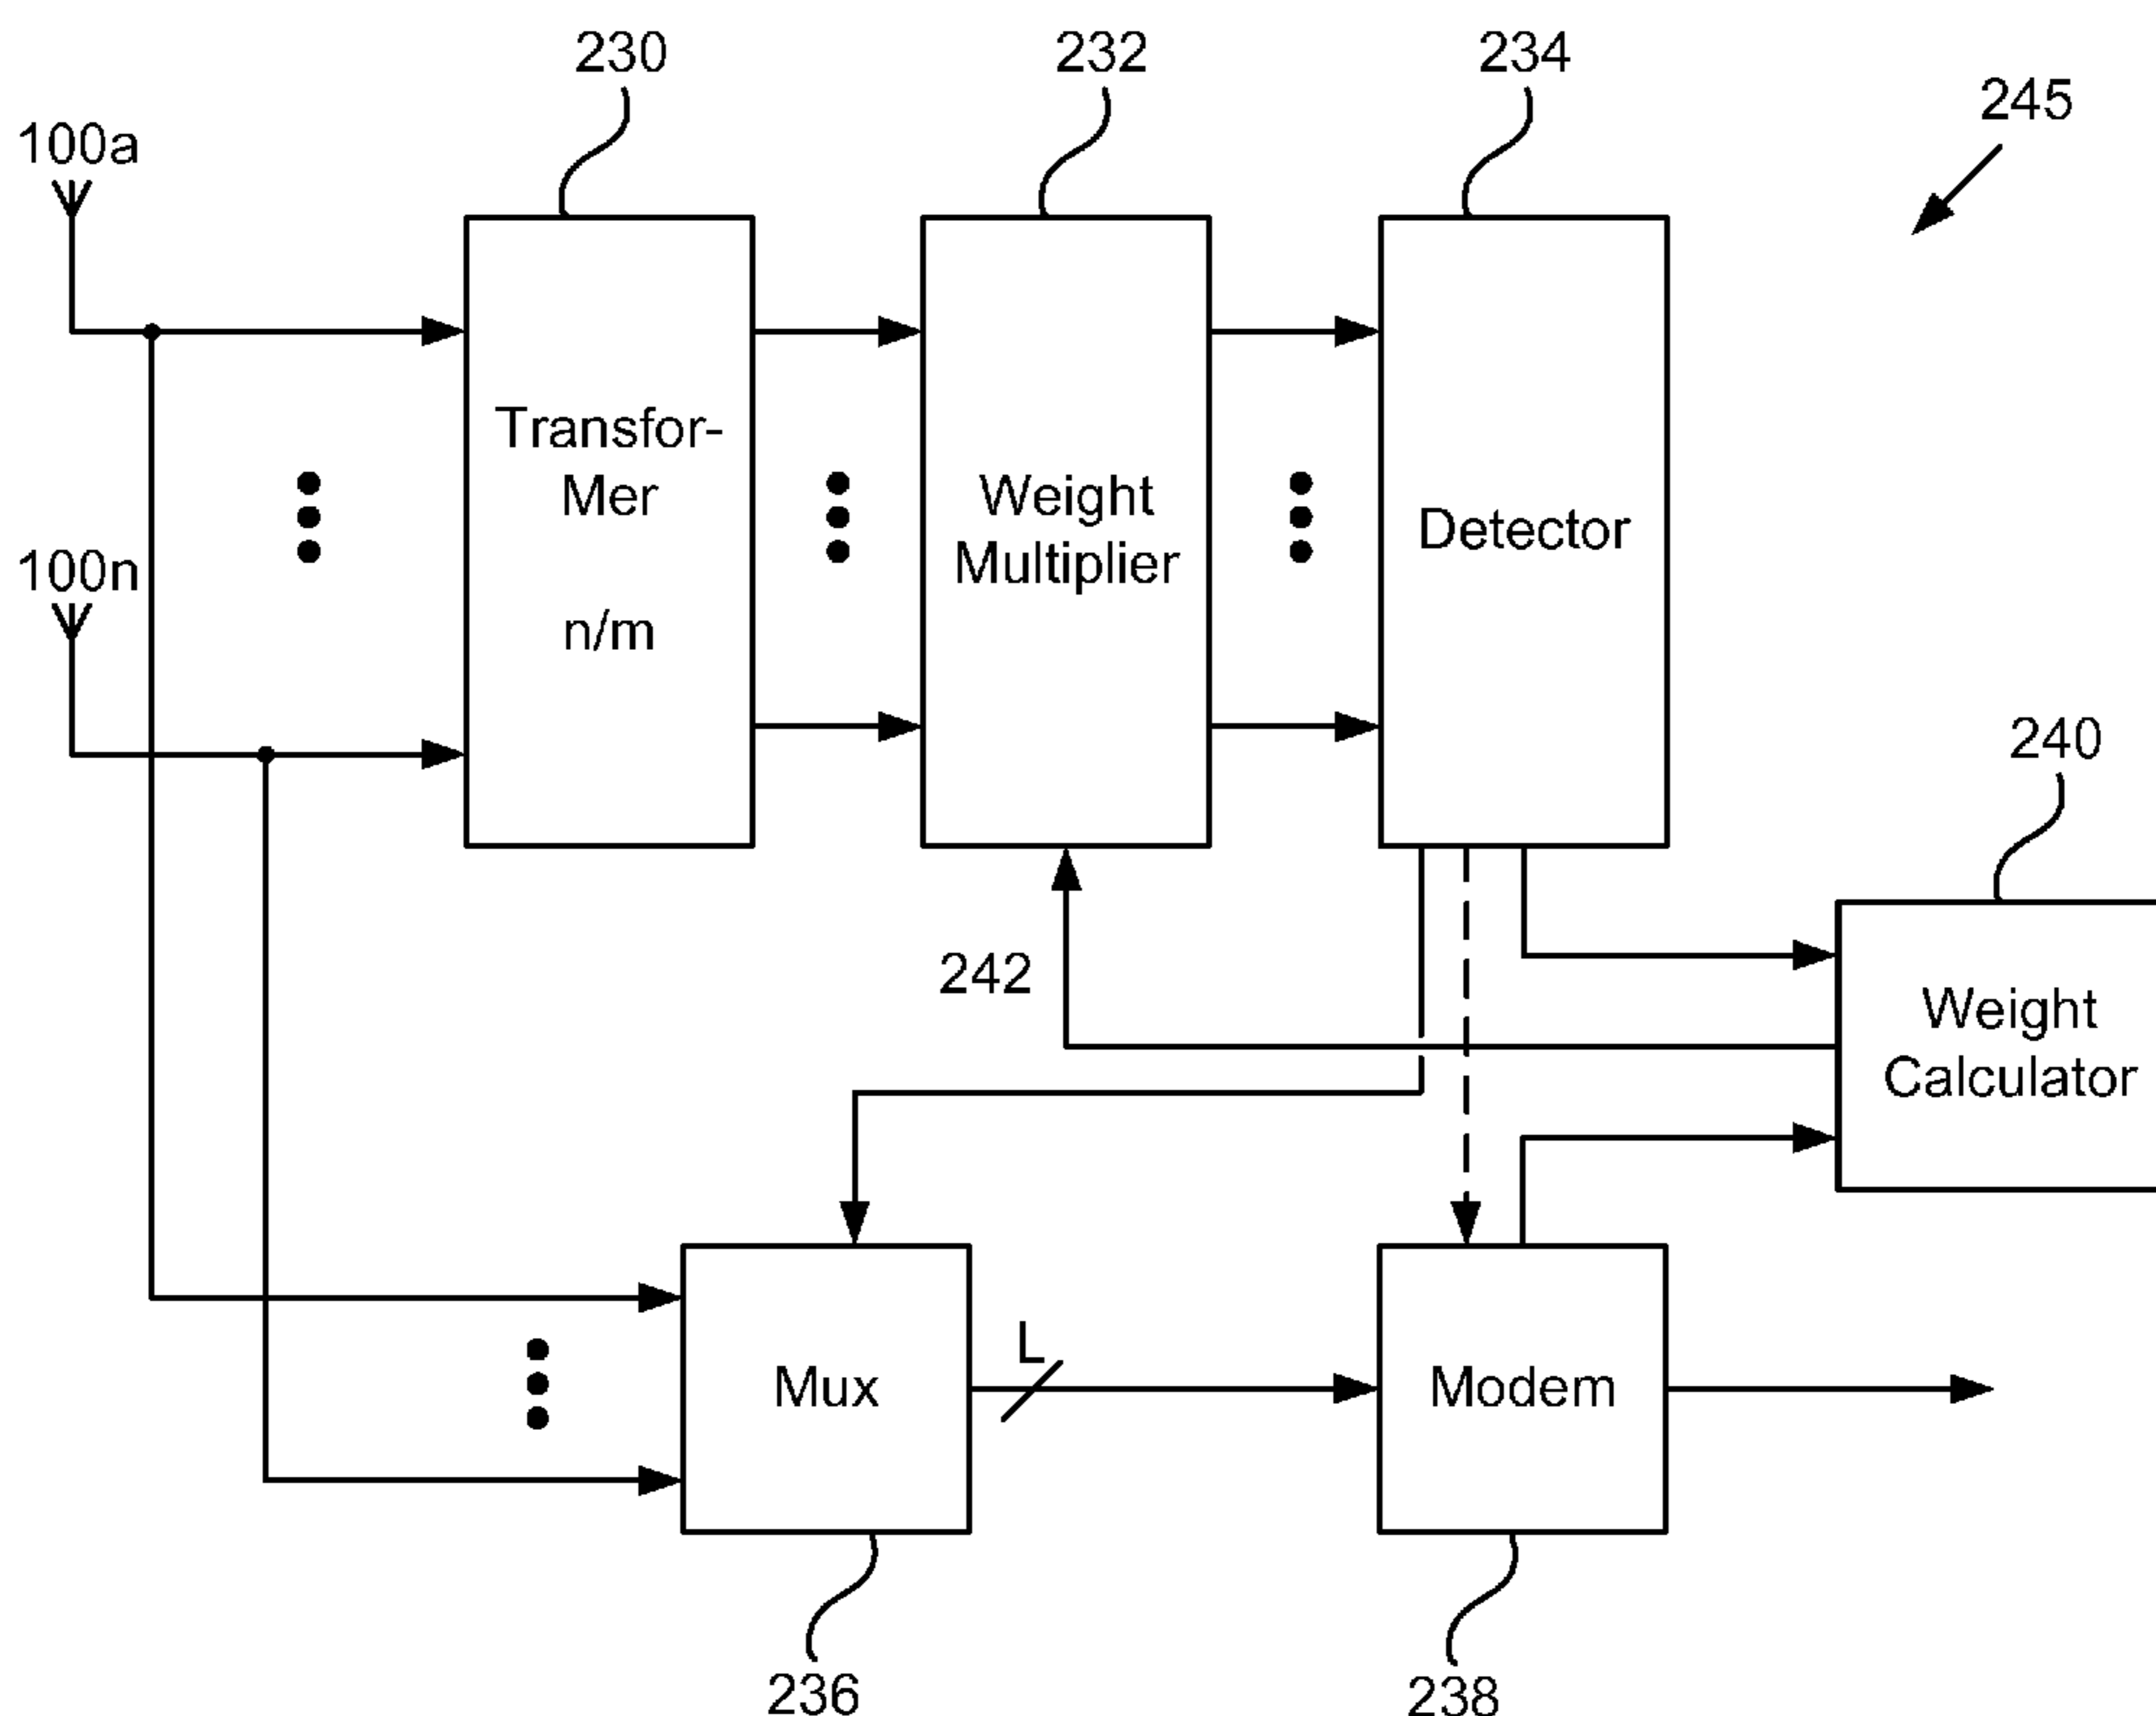 230
232
234
245
100a
Transfor-
Mer
n/m
Weight
Multiplier
Detector
100n
240
242
Weight
Calculator
L
Mux
Modem
236
238